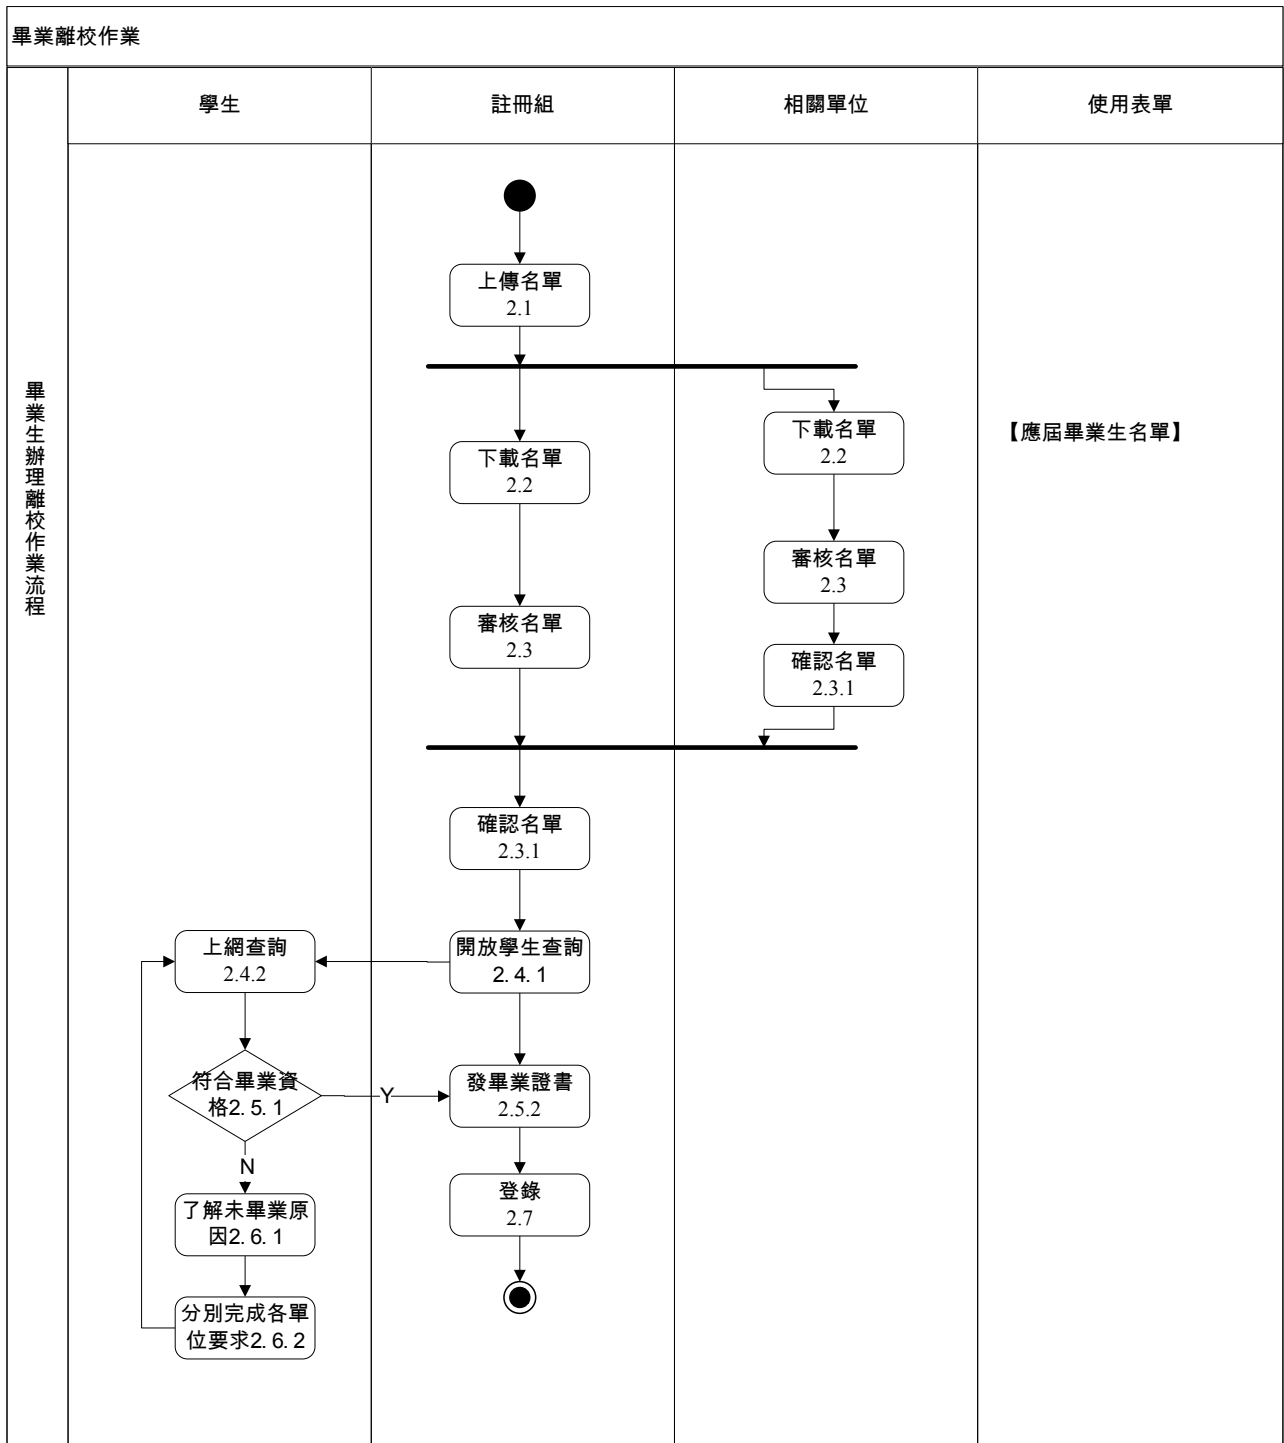 畢業離校作業
學生
註冊組
相關單位
使用表單
畢業生辦理離校作業流程
上傳名單
2.1
下載名單
2.2
【應屆畢業生名單】
下載名單
2.2
審核名單
2.3
審核名單
2.3
確認名單
2.3.1
確認名單
2.3.1
上網查詢
2.4.2
開放學生查詢
2.4.1
符合畢業資
格2.5.1
Y
發畢業證書
2.5.2
N
登錄
2.7
了解未畢業原
因2.6.1
分別完成各單
位要求2.6.2